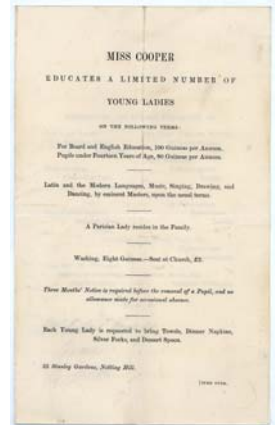 MISS COOPER
EDUCATES A LIMITED NUMBER OF
YOUNG LADIES
ON THE FOLLOWING TERMS:
For Board and English Education, 100 Guineas per Annum.
Pupils under Fourteen Years of Age, 80 Guineas per Annum.
Latin and the Modern Languages, Music, Singing, Drawing, and
Dancing, by eminent Masters, upon the usual terms.
A Parisian Lady resides in the Family.
Washing, Eight Guineas.—Seat at Church, £2.
Three Months' Notice is required before the removal of a Pupil, and no
allowance made for occasional absence.
Each Young Lady is requested to bring Towels, Dinner Napkins,
Silver Forks, and Dessert Spoon.
Stanley Gardens, Notting Hill.
[TURN OVER.